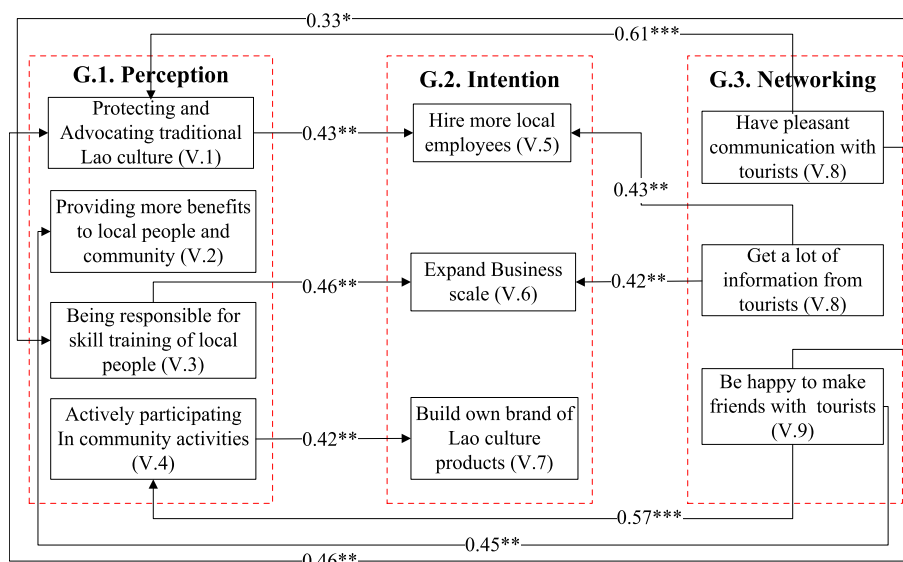 0.33*
0.61***
G.1. Perception
Protecting and
Advocating traditional
Lao culture (V.1)
Providing more benefits
to local people and
community (V.2)
Being responsible for
skill training of local
people (V.3)
Actively participating
In community activities
(V.4)
0.43**
0.46**
0.42**
G.2. Intention
Hire more local
employees (V.5)
Expand Business
scale (V.6)
Build own brand of
Lao culture
products (V.7)
0.43**
0.42**
G.3. Networking
Have pleasant
communication with
tourists (V.8)
Get a lot of
information from
tourists (V.8)
Be happy to make
friends with tourists
(V.9)
0.57***
0.45**
0.46**